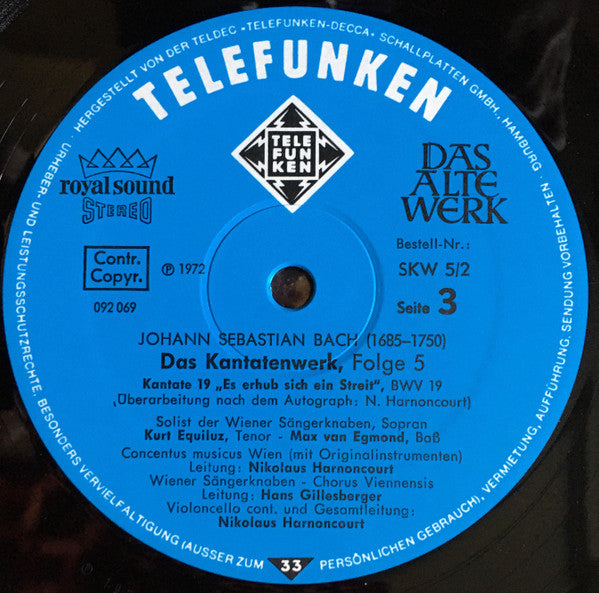 HERGESTELLT VON DER TELDEC »TELEFUNKEN-DECCA« SCHALLPLATTEN GMBH., HAMBURG · URHEBER- UND LEISTUNGSSCHUTZRECHTE, BESONDERS VERVIELFALTIGUNG (AUSSER ZUM PERSÖNLICHEN GEBRAUCH), VERMIETUNG, AUFFÜHRUNG, SENDUNG VORBEHALTEN
TELEFUNKEN
TELE
FUN
KEN
royal sound
STEREO
DAS
ALTE
WERK
Contr.
Copyr.
092 069
℗ 1972
Bestell-Nr.:
SKW 5/2
Seite 3
JOHANN SEBASTIAN BACH (1685–1750)
Das Kantatenwerk, Folge 5
Kantate 19 „Es erhub sich ein Streit“, BWV 19
(Überarbeitung nach dem Autograph: N. Harnoncourt)
Solist der Wiener Sängerknaben, Sopran
Kurt Equiluz, Tenor - Max van Egmond, Baß
Concentus musicus Wien (mit Originalinstrumenten)
Leitung: Nikolaus Harnoncourt
Wiener Sängerknaben - Chorus Viennensis
Leitung: Hans Gillesberger
Violoncello cont. und Gesamtleitung:
Nikolaus Harnoncourt
33